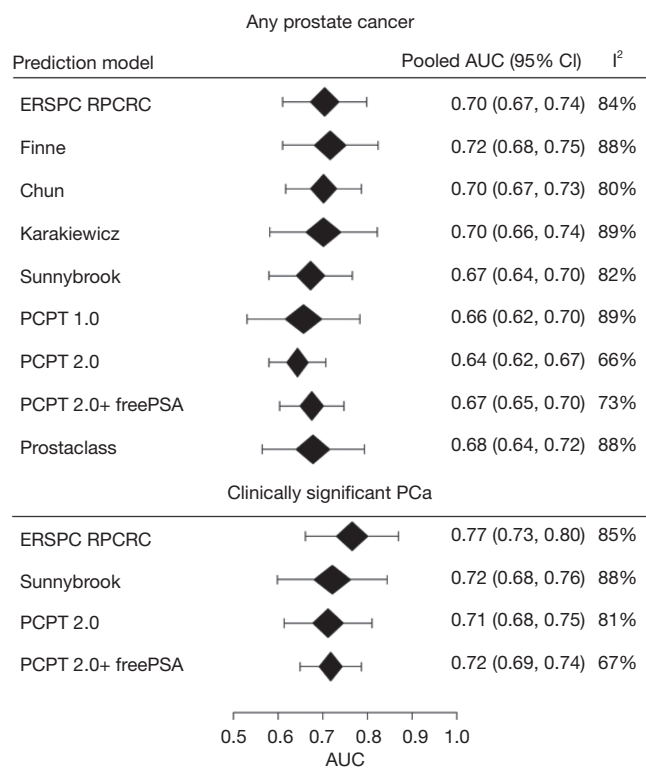 Any prostate cancer
Prediction model Pooled AUC (95% CI) I²
ERSPC RPCRC 0.70 (0.67, 0.74) 84%
Finne 0.72 (0.68, 0.75) 88%
Chun 0.70 (0.67, 0.73) 80%
Karakiewicz 0.70 (0.66, 0.74) 89%
Sunnybrook 0.67 (0.64, 0.70) 82%
PCPT 1.0 0.66 (0.62, 0.70) 89%
PCPT 2.0 0.64 (0.62, 0.67) 66%
PCPT 2.0+ freePSA 0.67 (0.65, 0.70) 73%
Prostaclass 0.68 (0.64, 0.72) 88%
Clinically significant PCa
ERSPC RPCRC 0.77 (0.73, 0.80) 85%
Sunnybrook 0.72 (0.68, 0.76) 88%
PCPT 2.0 0.71 (0.68, 0.75) 81%
PCPT 2.0+ freePSA 0.72 (0.69, 0.74) 67%
0.5 0.6 0.7 0.8 0.9 1.0
AUC